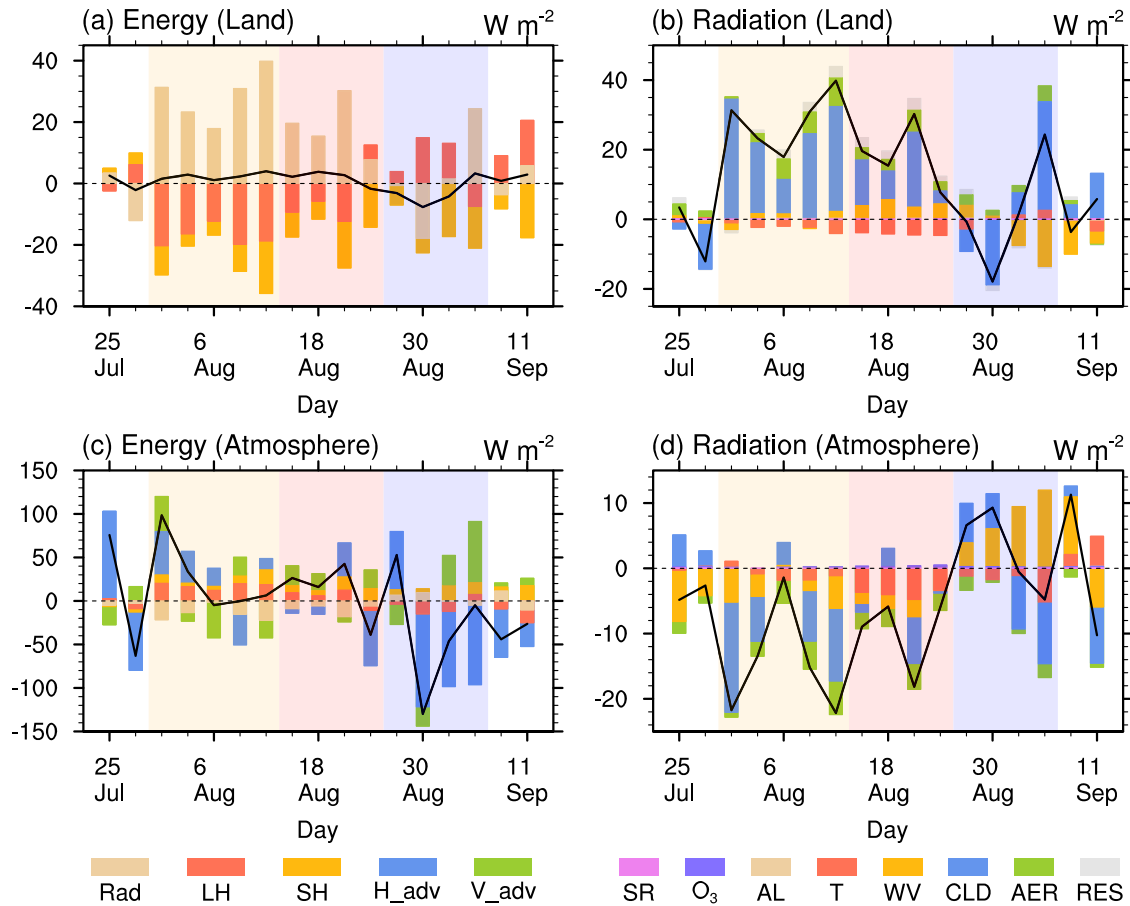 (a) Energy (Land) W m⁻²
40
20
0
-20
-40
25 6 18 30 11
Jul Aug Aug Aug Sep
Day
(b) Radiation (Land) W m⁻²
40
20
0
-20
25 6 18 30 11
Jul Aug Aug Aug Sep
Day
(c) Energy (Atmosphere) W m⁻²
150
100
50
0
-50
-100
-150
25 6 18 30 11
Jul Aug Aug Aug Sep
Day
(d) Radiation (Atmosphere) W m⁻²
10
0
-10
-20
25 6 18 30 11
Jul Aug Aug Aug Sep
Day
Rad LH SH H_adv V_adv
SR O₃ AL T WV CLD AER RES